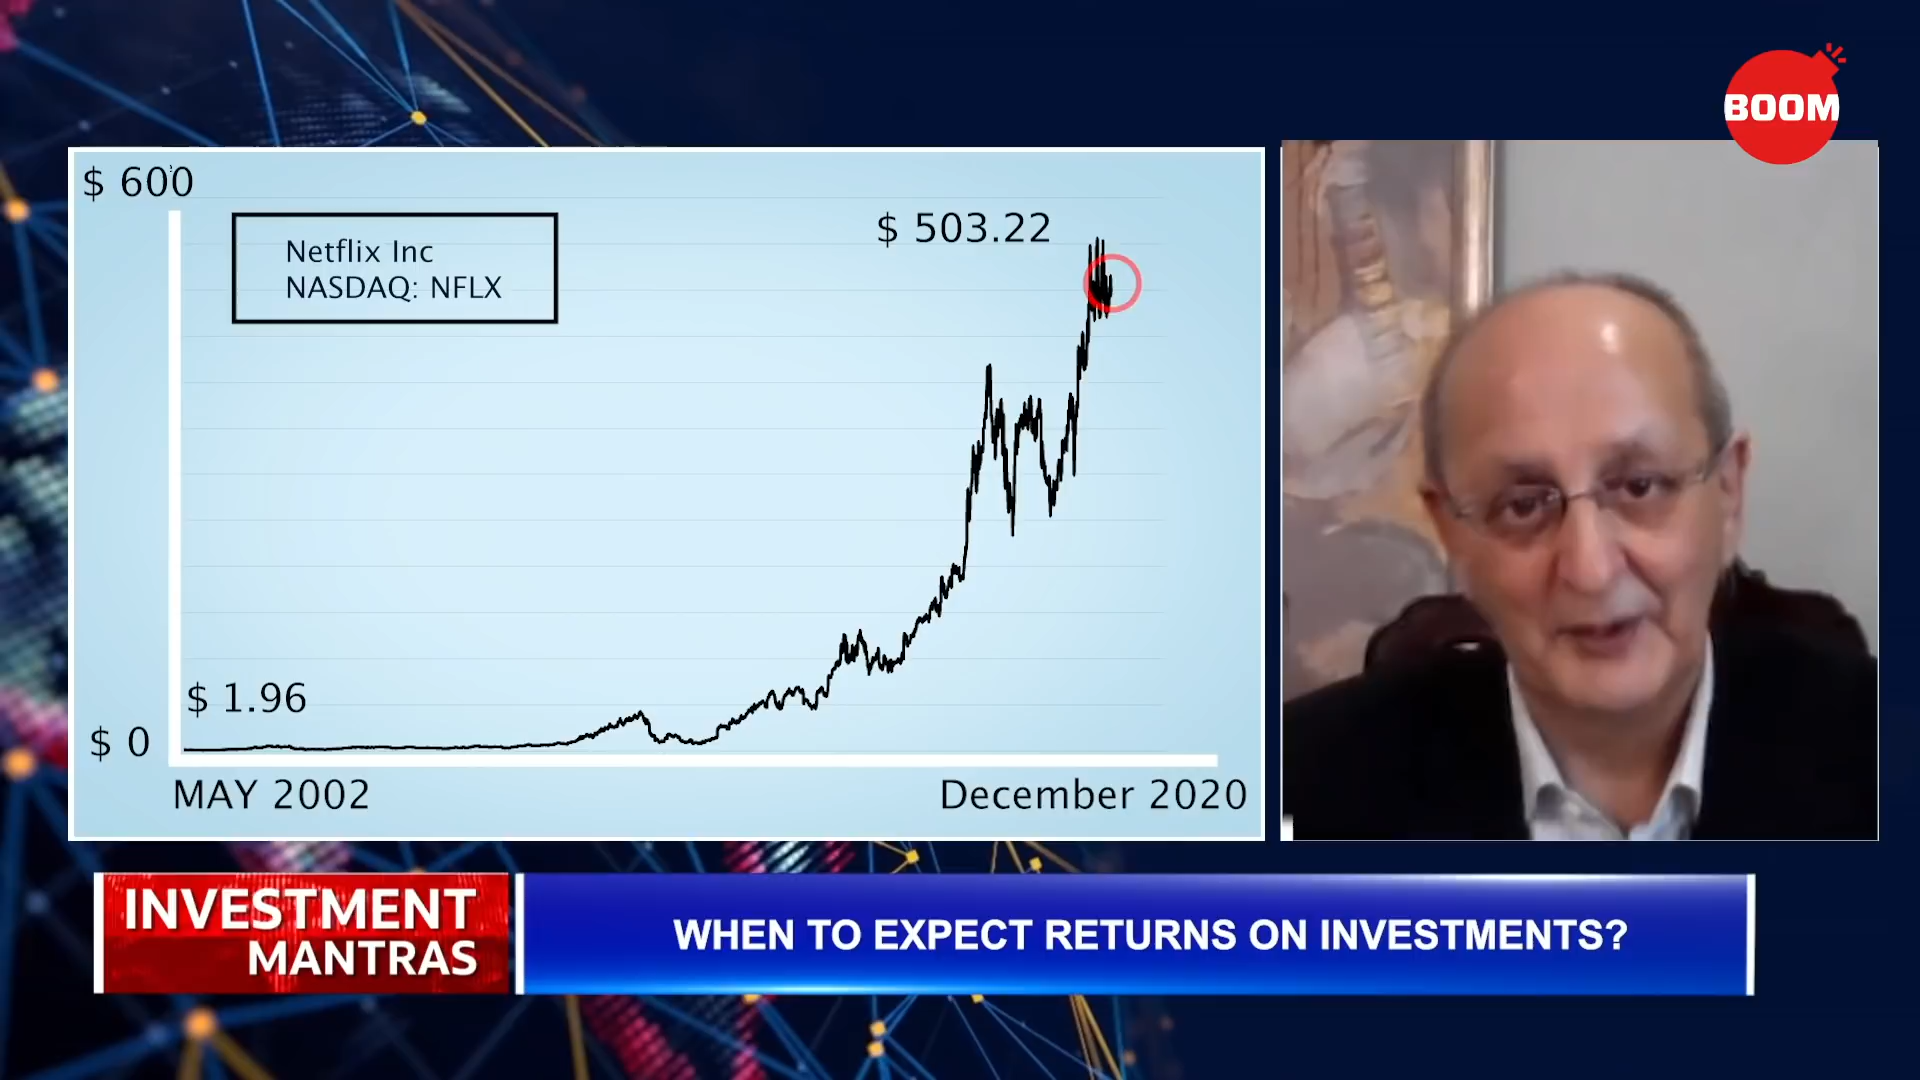 BOOM
$ 600
Netflix Inc
NASDAQ: NFLX
$ 503.22
$ 1.96
$ 0
MAY 2002
December 2020
INVESTMENT
MANTRAS
WHEN TO EXPECT RETURNS ON INVESTMENTS?